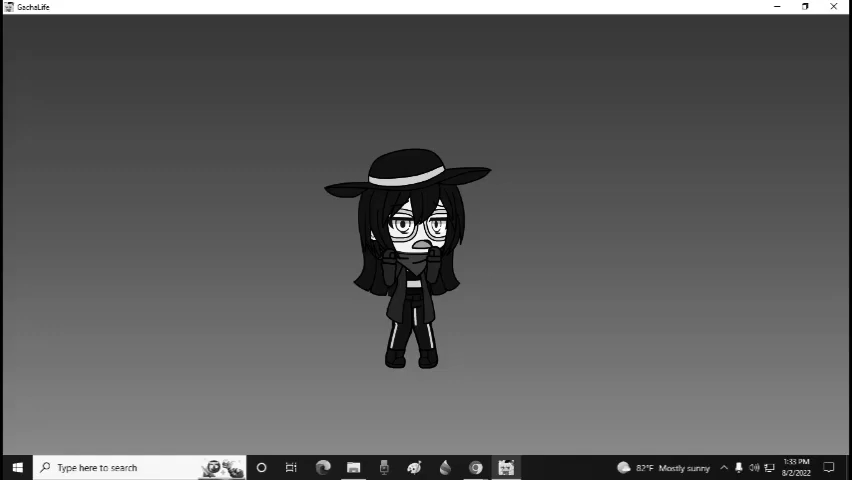 GachaLife
Type here to search
82°F Mostly sunny
1:33 PM
8/2/2022